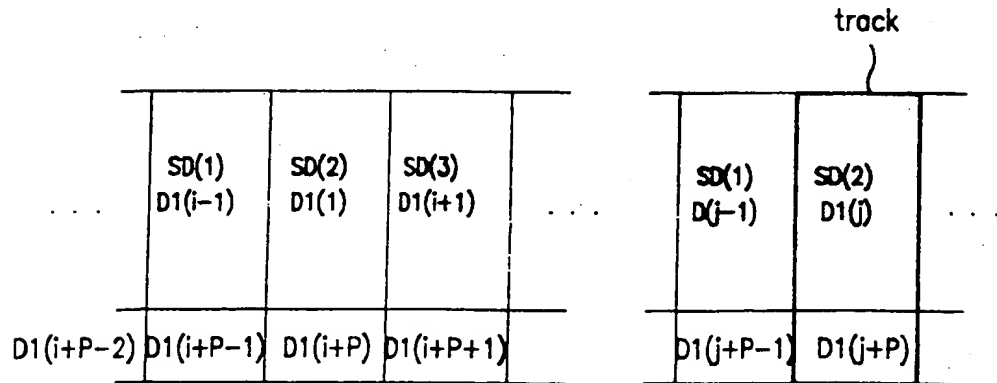 track
SD(1) SD(2) SD(3) SD(1) SD(2)
. . . D1(i-1) D1(1) D1(i+1) . . . D(j-1) D1(j) . . .
D1(i+P-2) D1(i+P-1) D1(i+P) D1(i+P+1) D1(j+P-1) D1(j+P)